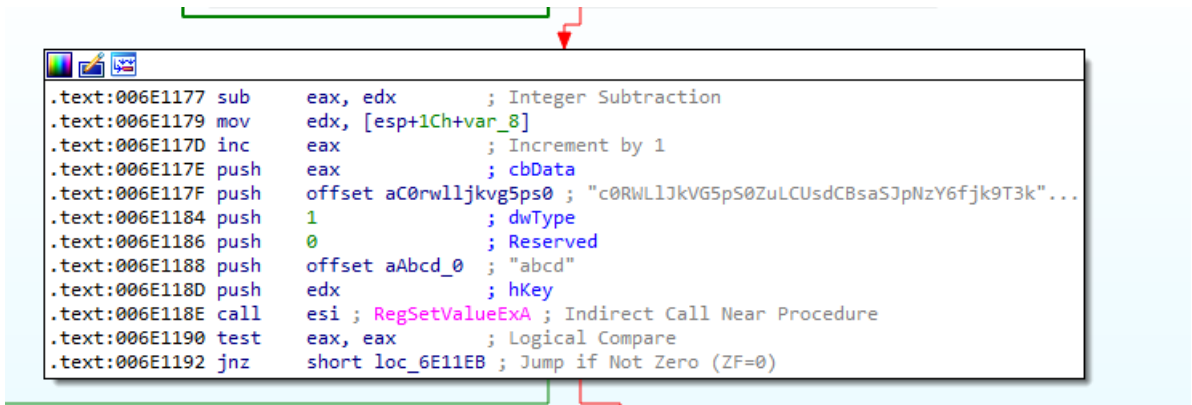 .text:006E1177 sub eax, edx ; Integer Subtraction
.text:006E1179 mov edx, [esp+1Ch+var_8]
.text:006E117D inc eax ; Increment by 1
.text:006E117E push eax ; cbData
.text:006E117F push offset aC0rwlljkvg5ps0 ; "c0RWLlJkVG5pS0ZuLCUsdCBsaSJpNzY6fjk9T3k"...
.text:006E1184 push 1 ; dwType
.text:006E1186 push 0 ; Reserved
.text:006E1188 push offset aAbcd_0 ; "abcd"
.text:006E118D push edx ; hKey
.text:006E118E call esi ; RegSetValueExA ; Indirect Call Near Procedure
.text:006E1190 test eax, eax ; Logical Compare
.text:006E1192 jnz short loc_6E11EB ; Jump if Not Zero (ZF=0)